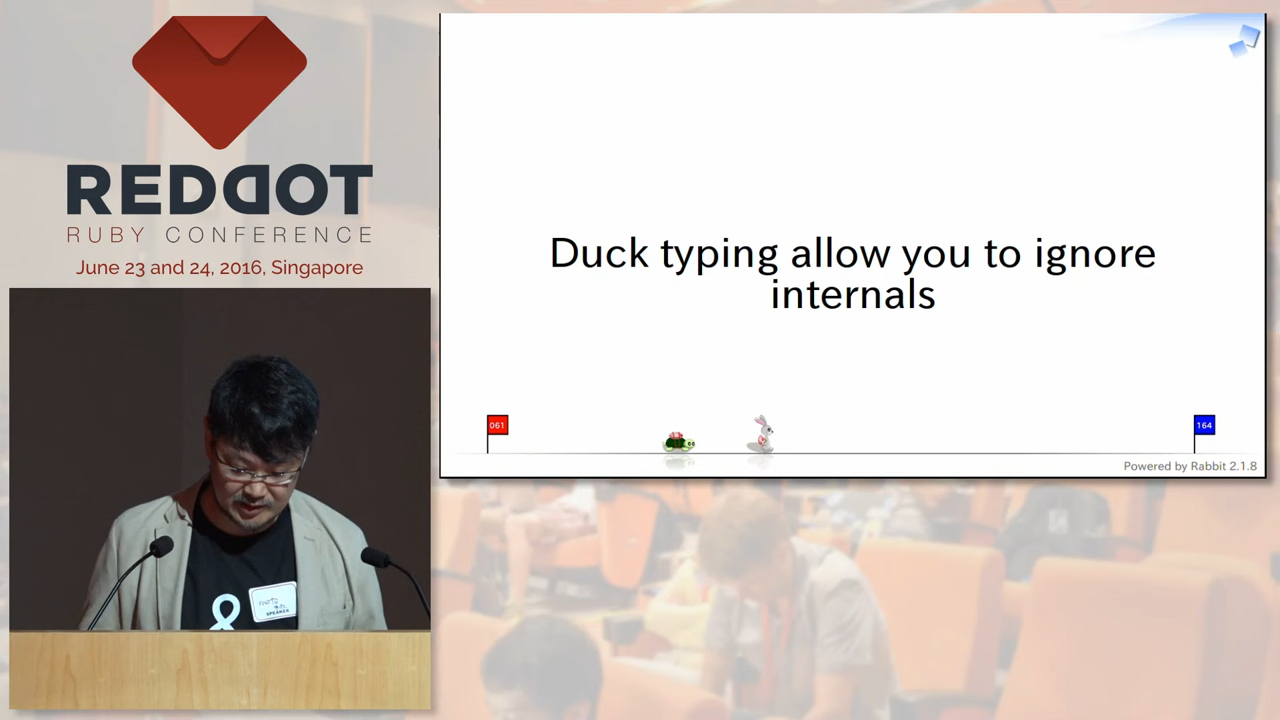 REDDOT
RUBY CONFERENCE
June 23 and 24, 2016, Singapore
SPEAKER
Duck typing allow you to ignore
internals
061
164
Powered by Rabbit 2.1.8